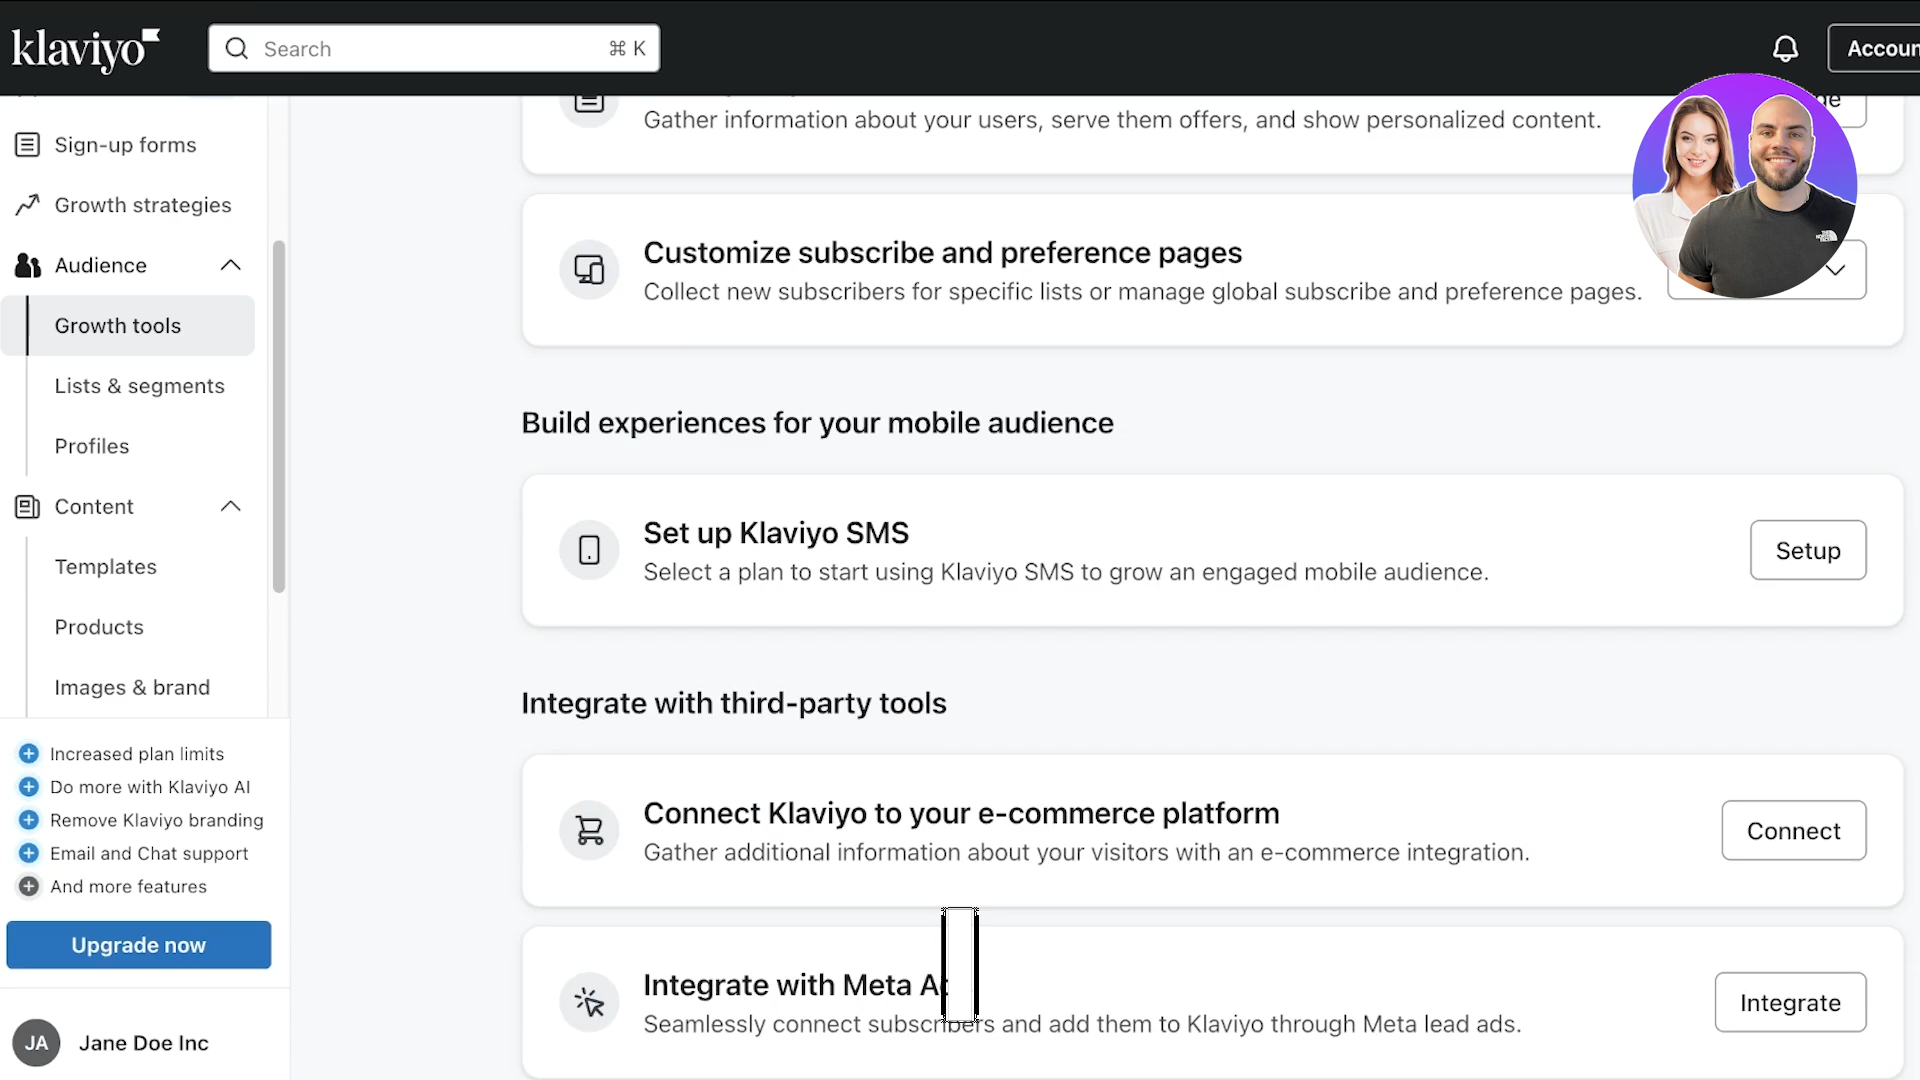 klaviyo
Search
⌘ K
Accoun
Sign-up forms
Growth strategies
Audience
Growth tools
Lists & segments
Profiles
Content
Templates
Products
Images & brand
Increased plan limits
Do more with Klaviyo AI
Remove Klaviyo branding
Email and Chat support
And more features
Upgrade now
JA
Jane Doe Inc
Gather information about your users, serve them offers, and show personalized content.
ge
Customize subscribe and preference pages
Collect new subscribers for specific lists or manage global subscribe and preference pages.
Build experiences for your mobile audience
Set up Klaviyo SMS
Select a plan to start using Klaviyo SMS to grow an engaged mobile audience.
Setup
Integrate with third-party tools
Connect Klaviyo to your e-commerce platform
Gather additional information about your visitors with an e-commerce integration.
Connect
Integrate with Meta A
Seamlessly connect subscribers and add them to Klaviyo through Meta lead ads.
Integrate